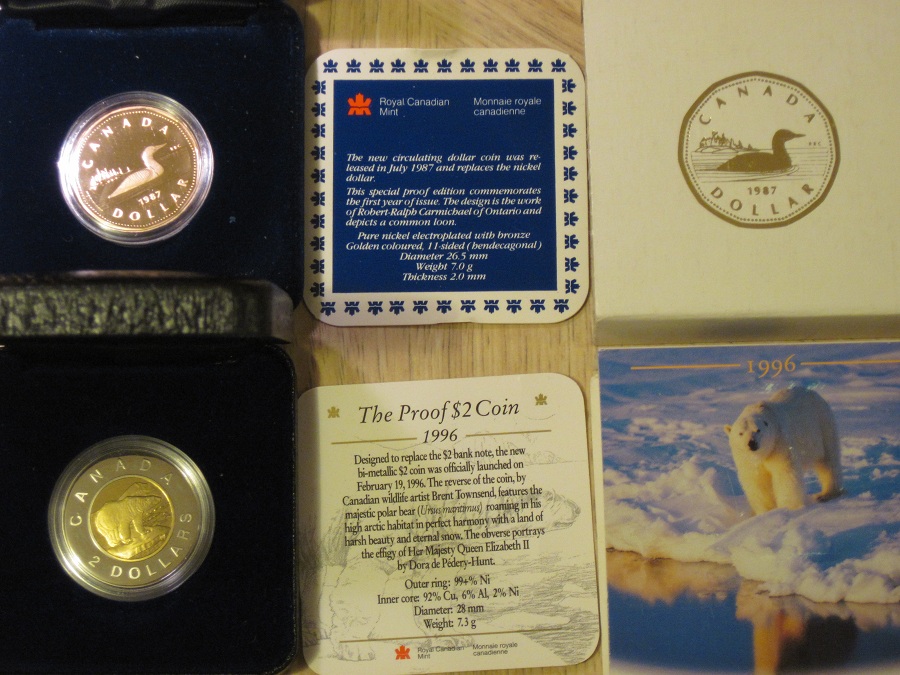 CANADA
1987
DOLLAR
Royal Canadian
Mint
Monnaie royale
canadienne
The new circulating dollar coin was re-
leased in July 1987 and replaces the nickel
dollar.
This special proof edition commemorates
the first year of issue. The design is the work
of Robert-Ralph Carmichael of Ontario and
depicts a common loon.
Pure nickel electroplated with bronze
Golden coloured, 11-sided (hendecagonal)
Diameter 26.5 mm
Weight 7.0 g
Thickness 2.0 mm
CANADA
1987
DOLLAR
CANADA
2 DOLLARS
The Proof $2 Coin
1996
Designed to replace the $2 bank note, the new
bi-metallic $2 coin was officially launched on
February 19, 1996. The reverse of the coin, by
Canadian wildlife artist Brent Townsend, features the
majestic polar bear (Ursus maritimus) roaming in his
high arctic habitat in perfect harmony with a land of
harsh beauty and eternal snow. The obverse portrays
the effigy of Her Majesty Queen Elizabeth II
by Dora de Pédery-Hunt.
Outer ring: 99+% Ni
Inner core: 92% Cu, 6% Al, 2% Ni
Diameter: 28 mm
Weight: 7.3 g
Royal Canadian
Mint
Monnaie royale
canadienne
1996